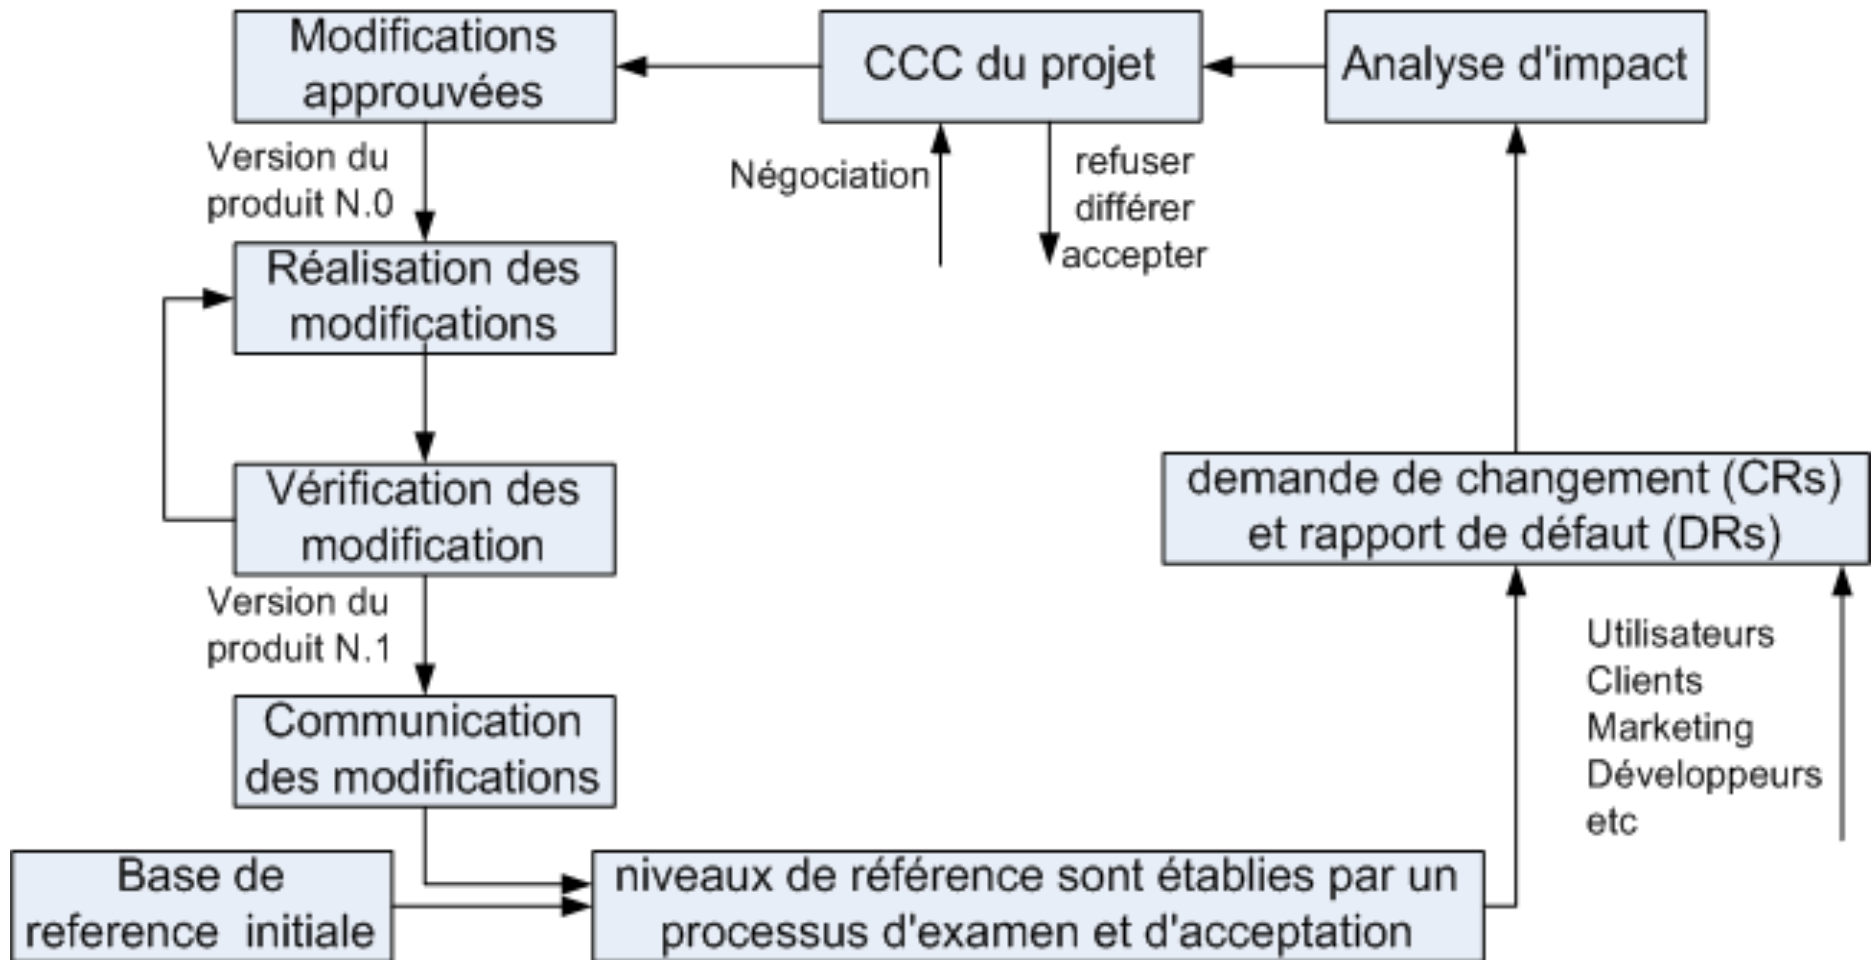 Modifications
approuvées
CCC du projet
Analyse d'impact
Version du
produit N.0
Négociation
refuser
différer
accepter
Réalisation des
modifications
Vérification des
modification
demande de changement (CRs)
et rapport de défaut (DRs)
Version du
produit N.1
Utilisateurs
Clients
Marketing
Développeurs
etc
Communication
des modifications
Base de
reference initiale
niveaux de référence sont établies par un
processus d'examen et d'acceptation